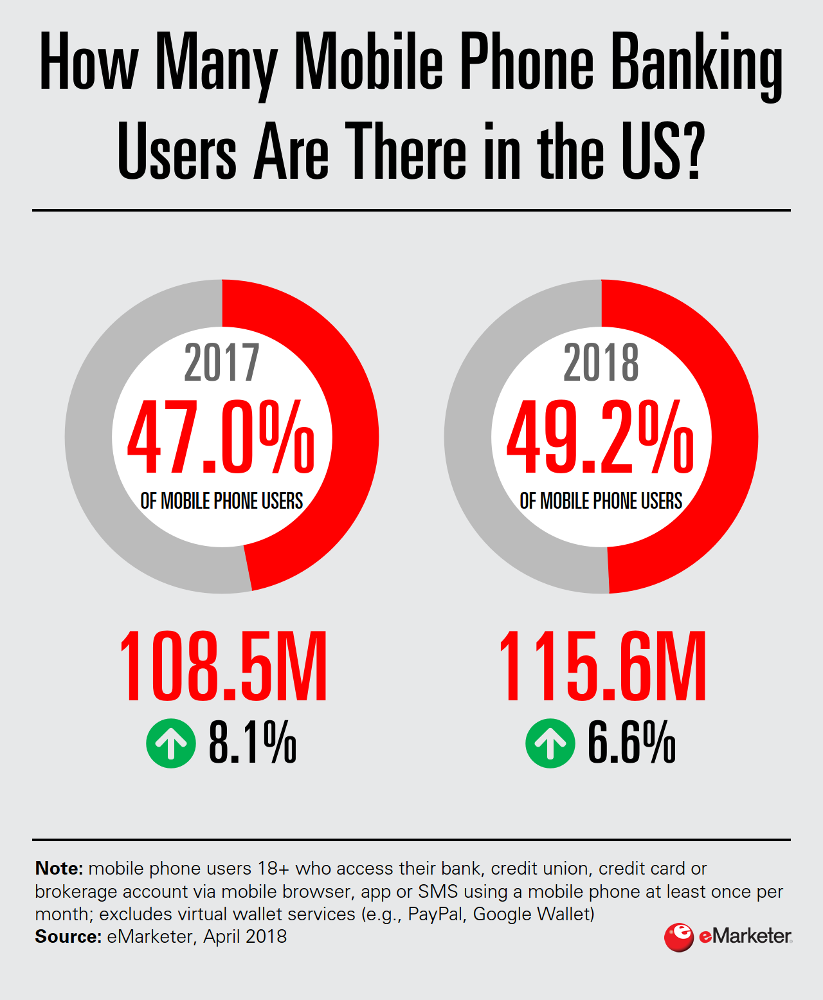 How Many Mobile Phone Banking
Users Are There in the US?
2017
47.0%
OF MOBILE PHONE USERS
108.5M
8.1%
2018
49.2%
OF MOBILE PHONE USERS
115.6M
6.6%
Note: mobile phone users 18+ who access their bank, credit union, credit card or
brokerage account via mobile browser, app or SMS using a mobile phone at least once per
month; excludes virtual wallet services (e.g., PayPal, Google Wallet)
Source: eMarketer, April 2018
e eMarketer®